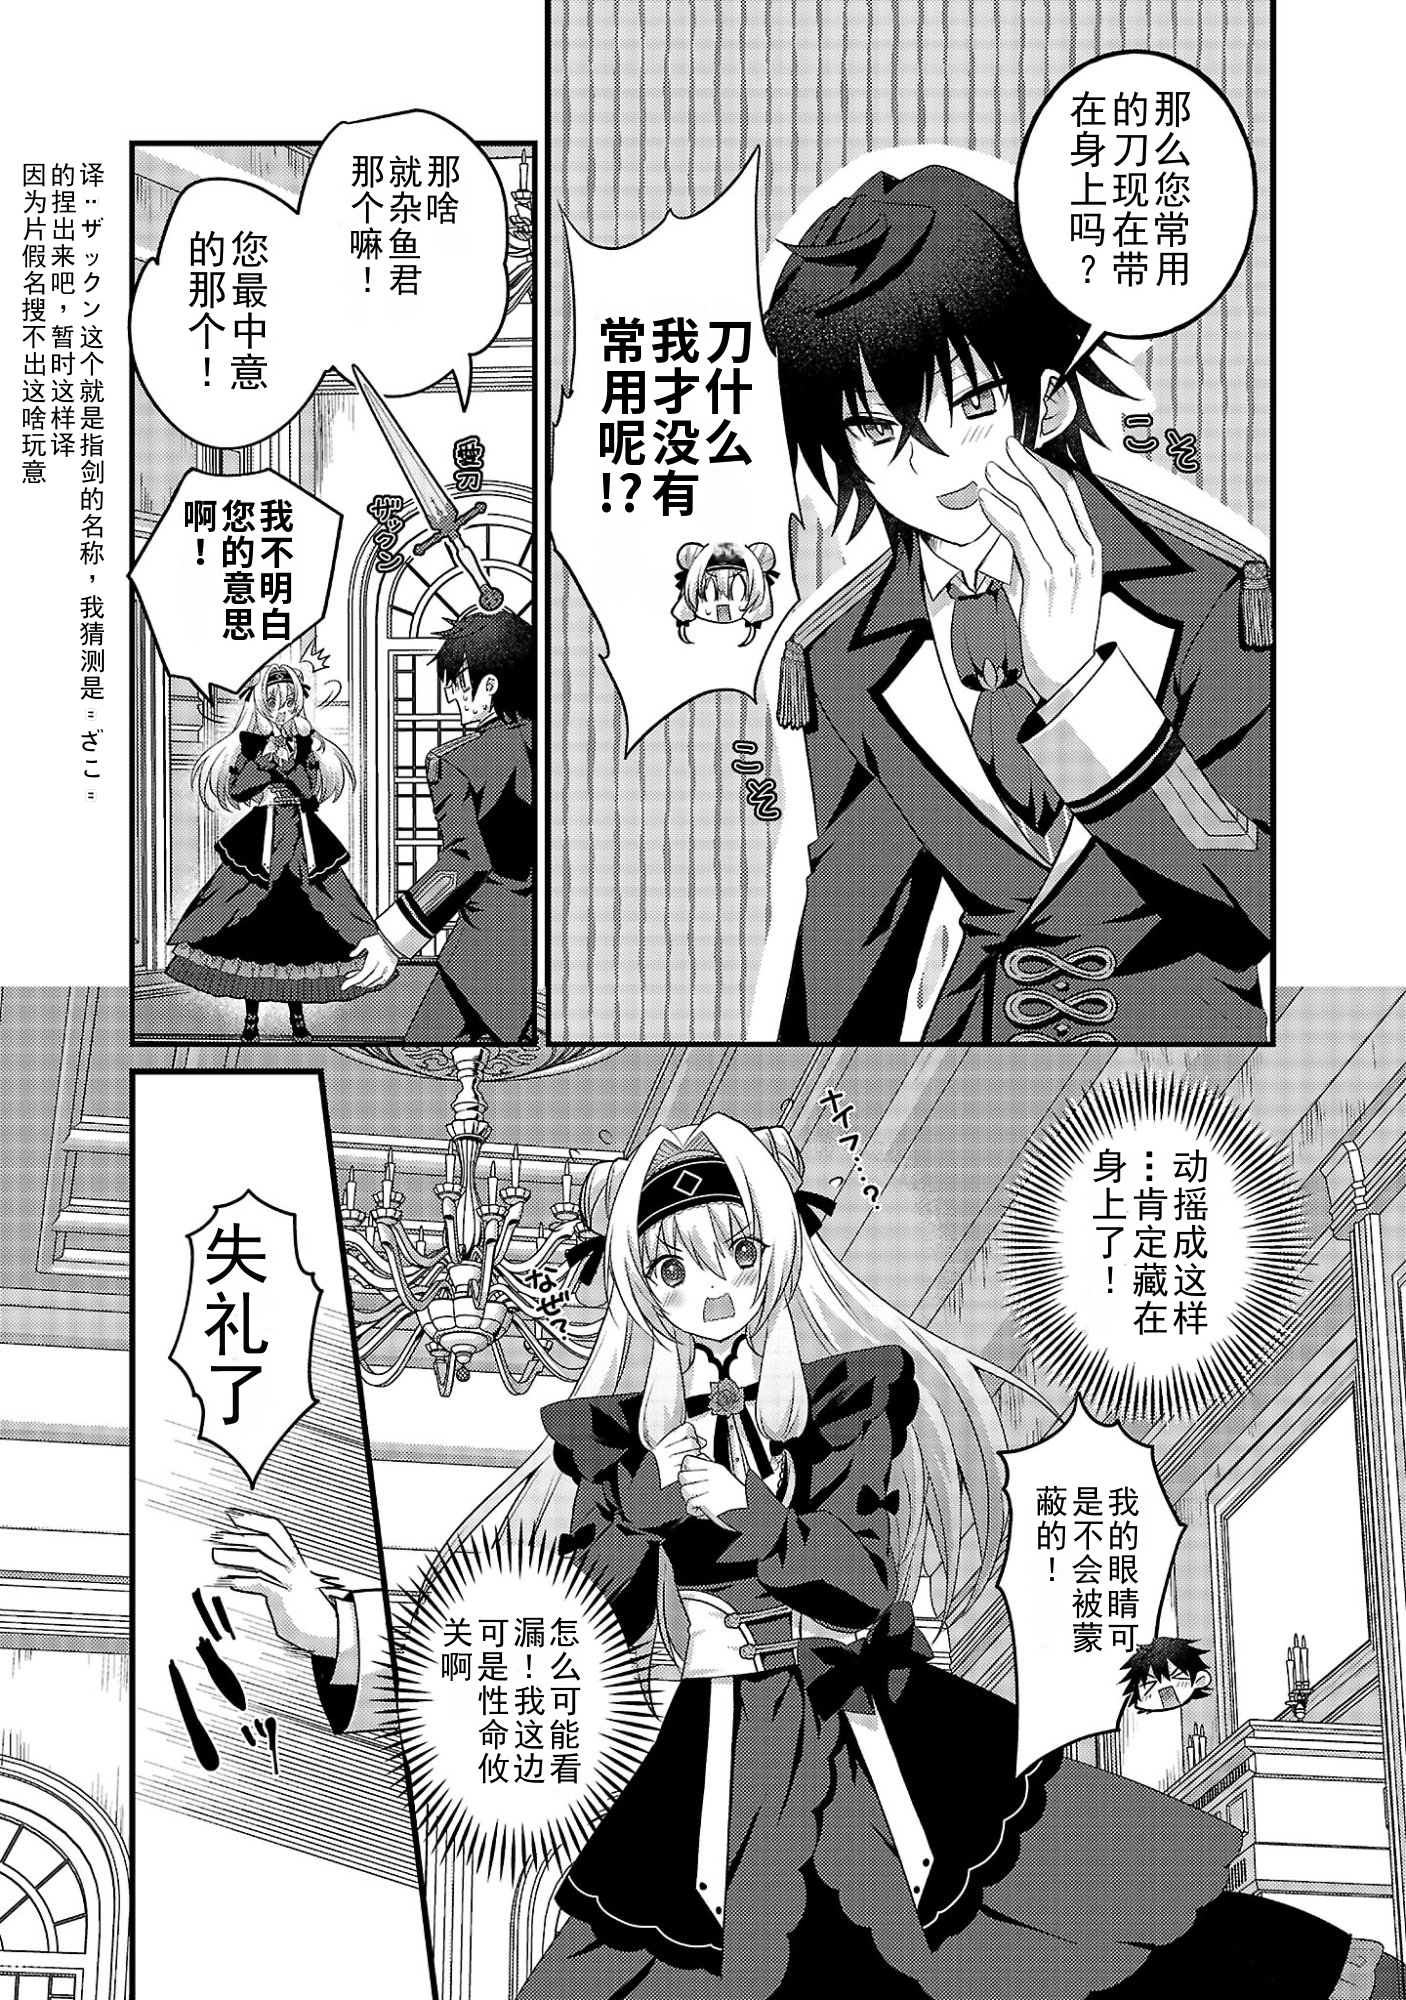 那么您常用
的刀现在带
在身上吗？
こそ
刀什么
我才没有
常用呢!?
こそ
那啥
就杂鱼君
那个嘛！
您最中意
的那个！
愛刀
ザックン
我不明白
您的意思
啊！
译：ザックン这个就是指剑的名称，我猜测是"ざこ"
的捏出来吧，暂时这样译
因为片假名搜不出这啥玩意
动摇成这样
…肯定藏在
身上了！
我的眼睛可
是不会被蒙
蔽的！
ナイフ…？
なぜ？
怎么可能看
漏！我这边
可是性命攸
关啊
失礼了
バッ